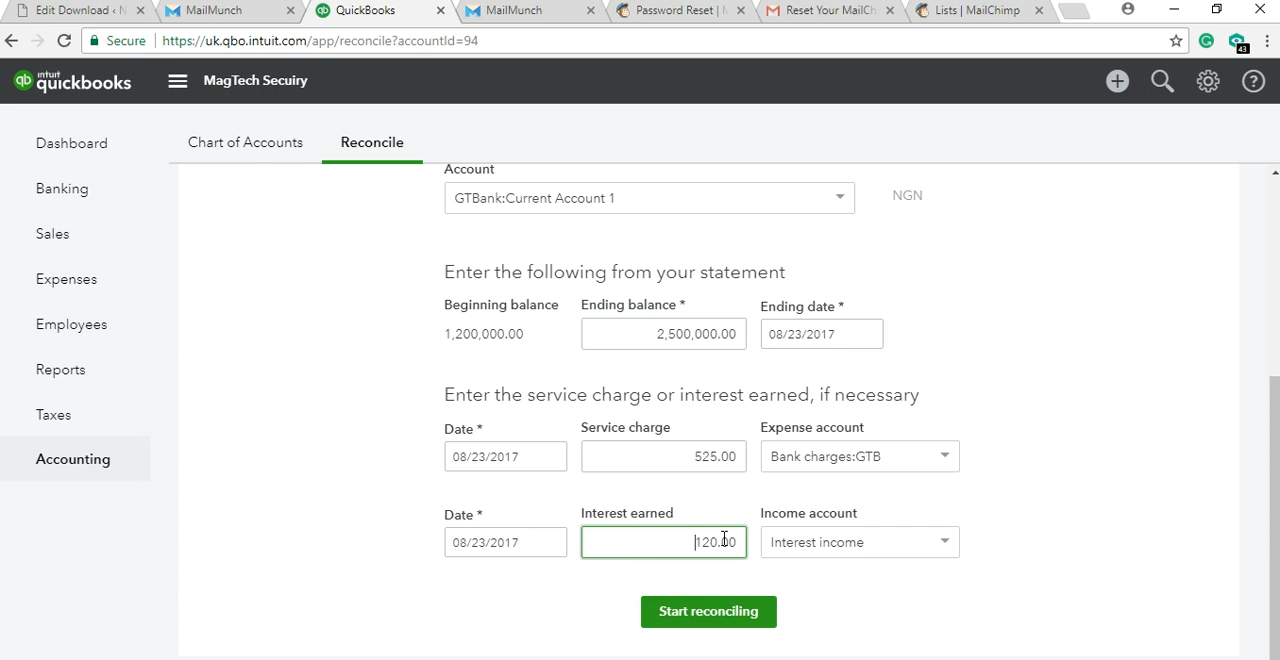 Edit Download ‹ N
MailMunch
QuickBooks
MailMunch
Password Reset | M
Reset Your MailCh
Lists | MailChimp
Secure https://uk.qbo.intuit.com/app/reconcile?accountId=94
43
qb intuit quickbooks
MagTech Secuiry
Dashboard
Banking
Sales
Expenses
Employees
Reports
Taxes
Accounting
Chart of Accounts
Reconcile
Account
GTBank:Current Account 1
NGN
Enter the following from your statement
Beginning balance
Ending balance *
Ending date *
1,200,000.00
2,500,000.00
08/23/2017
Enter the service charge or interest earned, if necessary
Date *
Service charge
Expense account
08/23/2017
525.00
Bank charges:GTB
Date *
Interest earned
Income account
08/23/2017
120.00
Interest income
Start reconciling